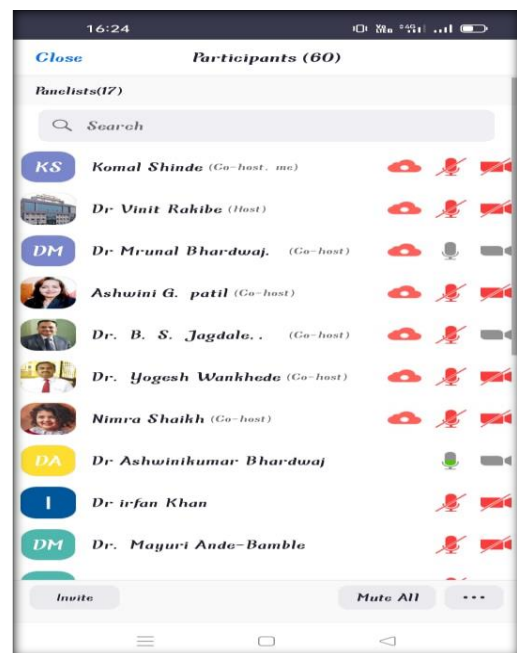 16:24
Close Participants (60)
Panelists(17)
Search
KS Komal Shinde (Co-host, me)
Dr Vinit Rakibe (Host)
DM Dr Mrunal Bhardwaj. (Co-host)
Ashwini G. patil (Co-host)
Dr. B. S. Jagdale. . (Co-host)
Dr. Yogesh Wankhede (Co-host)
Nimra Shaikh (Co-host)
DA Dr Ashwinikumar Bhardwaj
I Dr irfan Khan
DM Dr. Mayuri Ande-Bamble
Invite Mute All ...